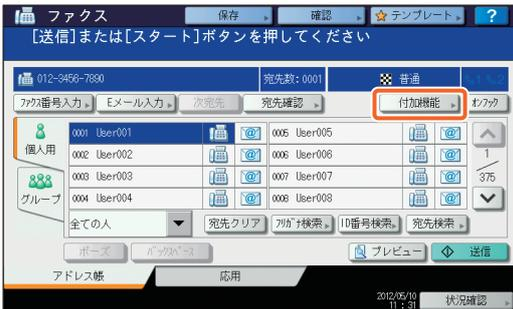 ファクス 保存 確認 テンプレート ?
[送信]または[スタート]ボタンを押してください
012-3456-7890 宛先数:0001 普通
ファクス番号入力 Eメール入力 次宛先 宛先確認 付加機能 オンフック
個人用
グループ
0001 User001 0005 User005
0002 User002 0006 User006
0003 User003 0007 User007
0004 User004 0008 User008
1
375
全ての人 宛先クリア フリガナ検索 ID番号検索 宛先検索
ポーズ バックスペース プレビュー 送信
アドレス帳 応用
2012/05/10
11:31 状況確認